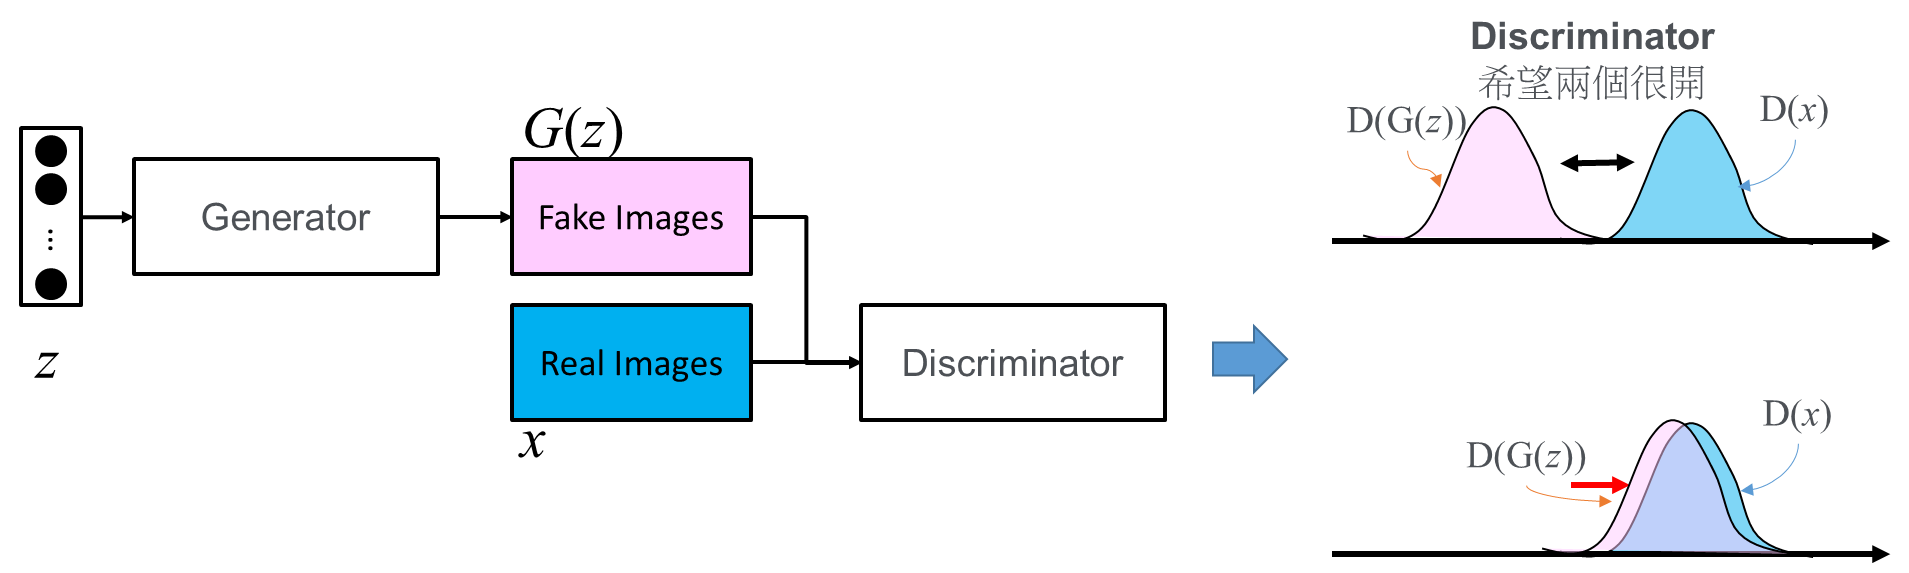 z
Generator
G(z)
Fake Images
Real Images
x
Discriminator
Discriminator
希望兩個很開
D(G(z))
D(x)
D(G(z))
D(x)